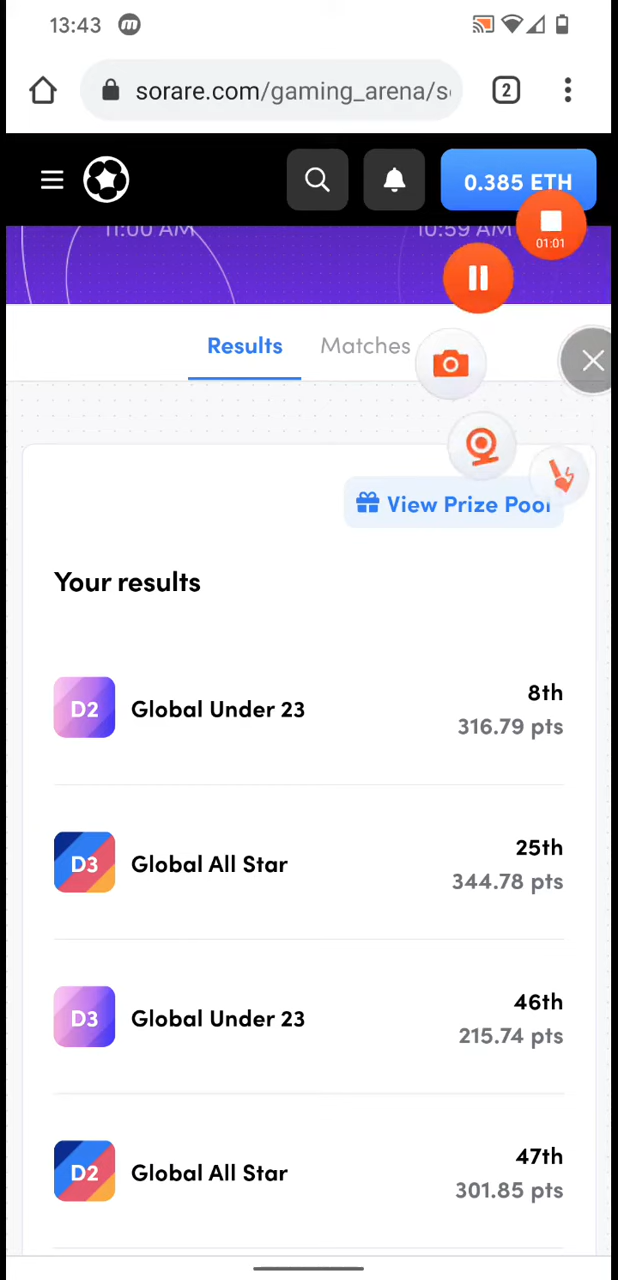 13:43
sorare.com/gaming_arena/s
2
0.385 ETH
11:00 AM
10:59 AM
01:01
Results
Matches
View Prize Pool
Your results
D2
Global Under 23
8th
316.79 pts
D3
Global All Star
25th
344.78 pts
D3
Global Under 23
46th
215.74 pts
D2
Global All Star
47th
301.85 pts